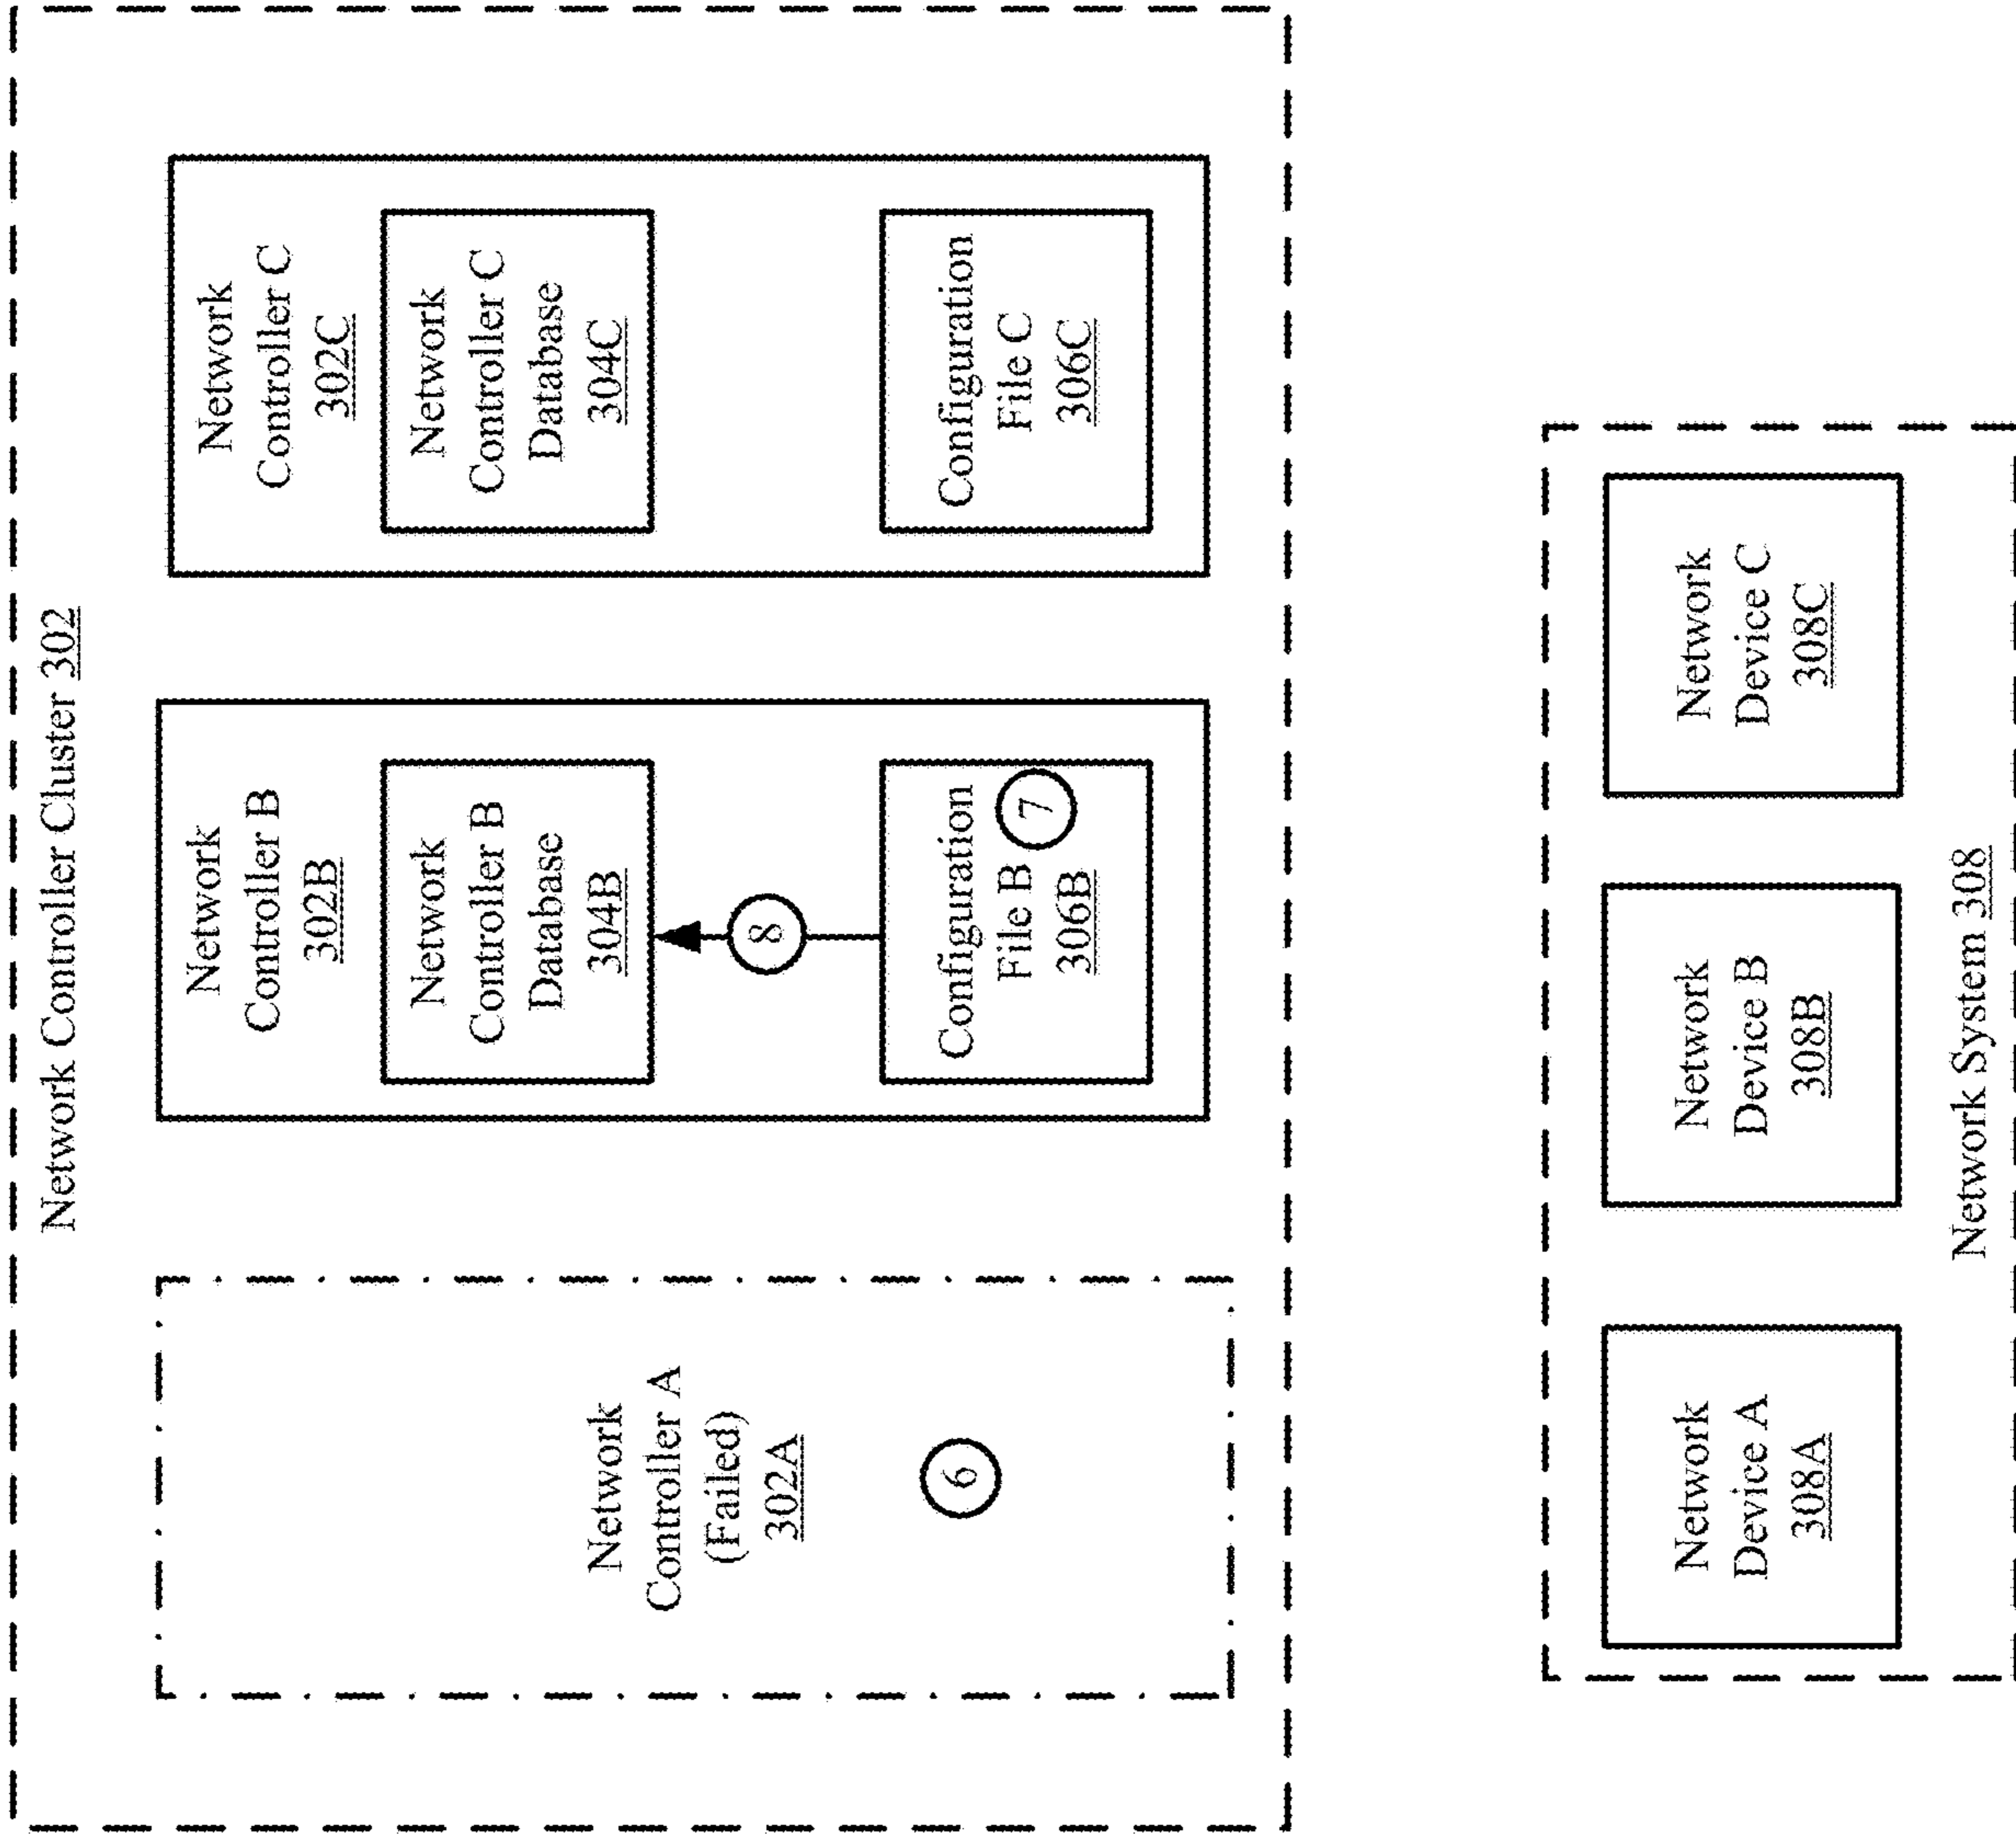 Network Controller Cluster 302
Network
Controller A
(Failed)
302A
6
Network
Controller B
302B
Network
Controller B
Database
304B
8
Configuration
File B
7
306B
Network
Controller C
302C
Network
Controller C
Database
304C
Configuration
File C
306C
Network
Device A
308A
Network
Device B
308B
Network
Device C
308C
Network System 308